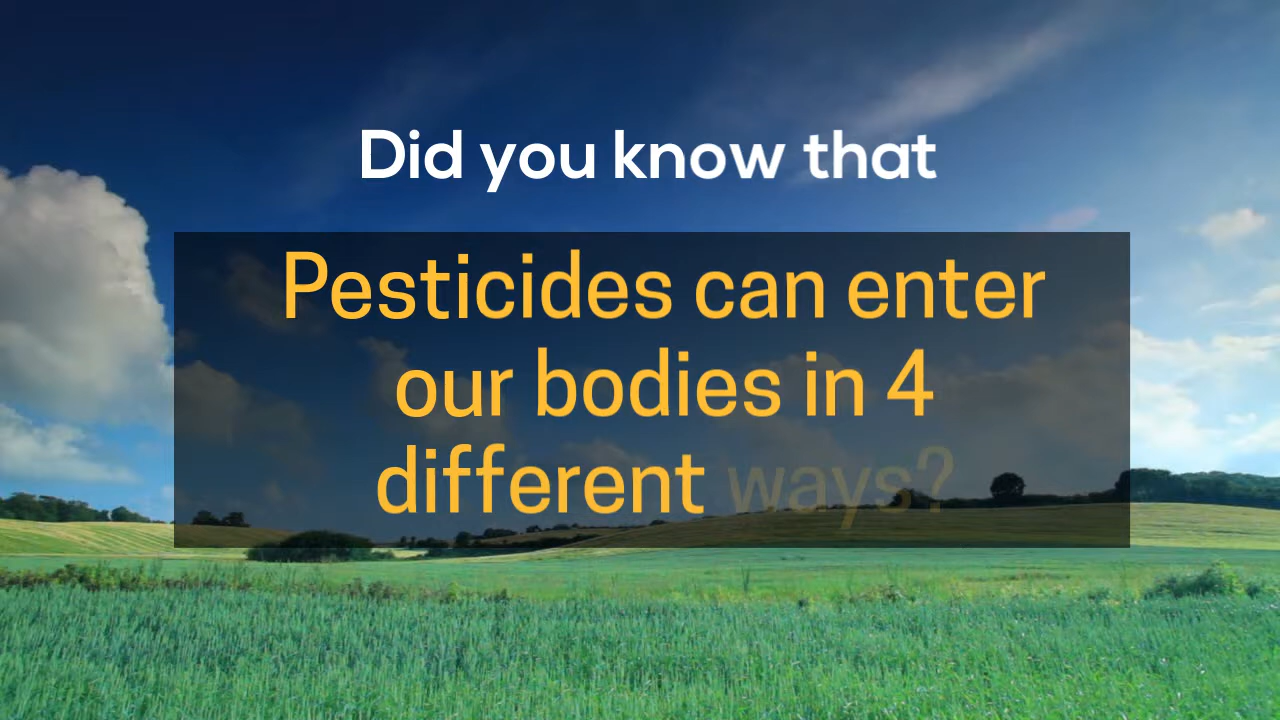 Did you know that
Pesticides can enter
our bodies in 4
different ways?